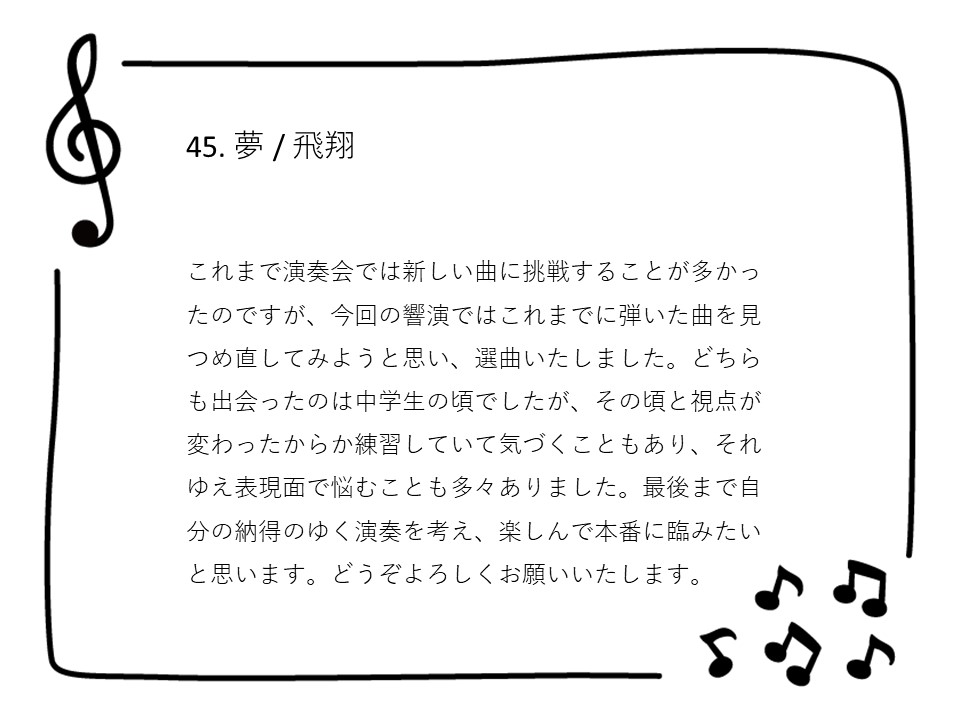 45. 夢 / 飛翔
これまで演奏会では新しい曲に挑戦することが多かっ
たのですが、今回の響演ではこれまでに弾いた曲を見
つめ直してみようと思い、選曲いたしました。どちら
も出会ったのは中学生の頃でしたが、その頃と視点が
変わったからか練習していて気づくこともあり、それ
ゆえ表現面で悩むことも多々ありました。最後まで自
分の納得のゆく演奏を考え、楽しんで本番に臨みたい
と思います。どうぞよろしくお願いいたします。